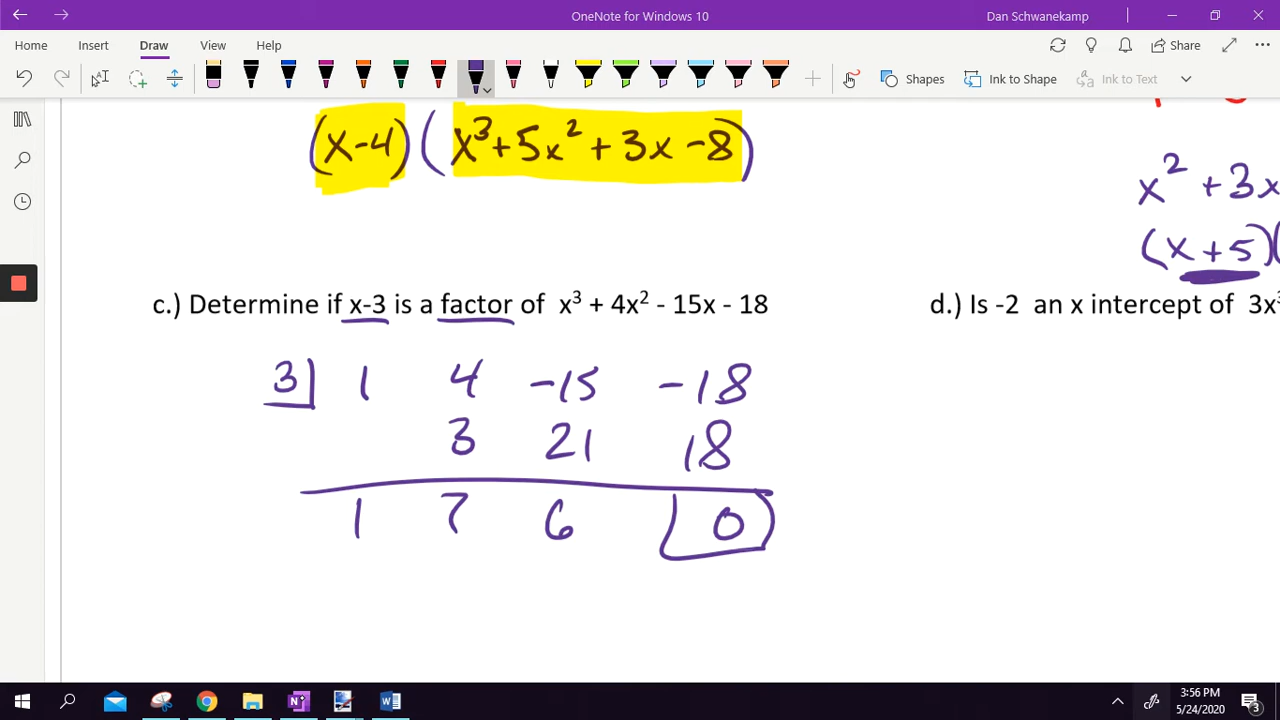 OneNote for Windows 10
Dan Schwanekamp
Home Insert Draw View Help
Share
Shapes Ink to Shape Ink to Text
(x-4) (x³+5x² + 3x -8)
x² +3x
(x+5)(
c.) Determine if x-3 is a factor of x³ + 4x² - 15x - 18
d.) Is -2 an x intercept of 3x³
3 1 4 -15 -18
3 21 18
1 7 6 0
3:56 PM
5/24/2020
3